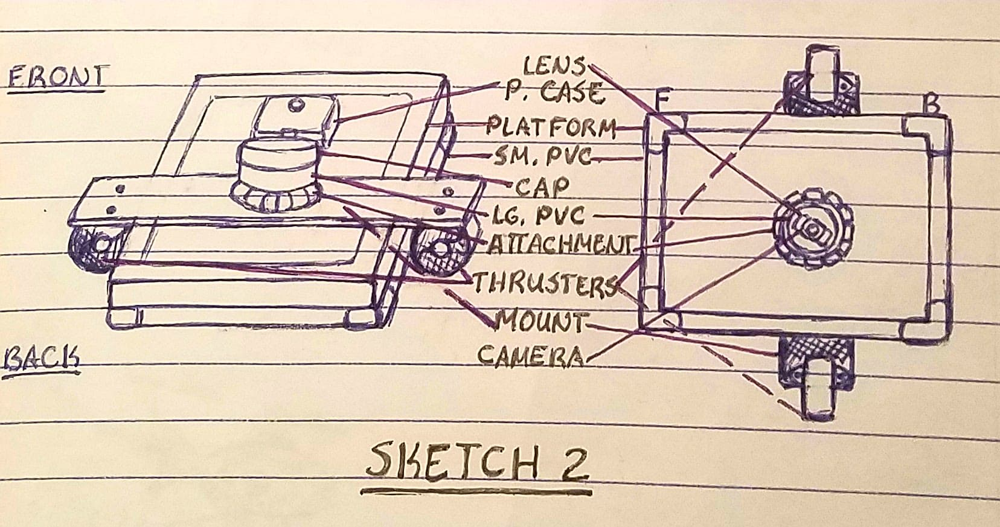 FRONT
LENS
P. CASE
F
B
PLATFORM
SM. PVC
CAP
LG. PVC
ATTACHMENT
THRUSTERS
MOUNT
CAMERA
BACK
SKETCH 2